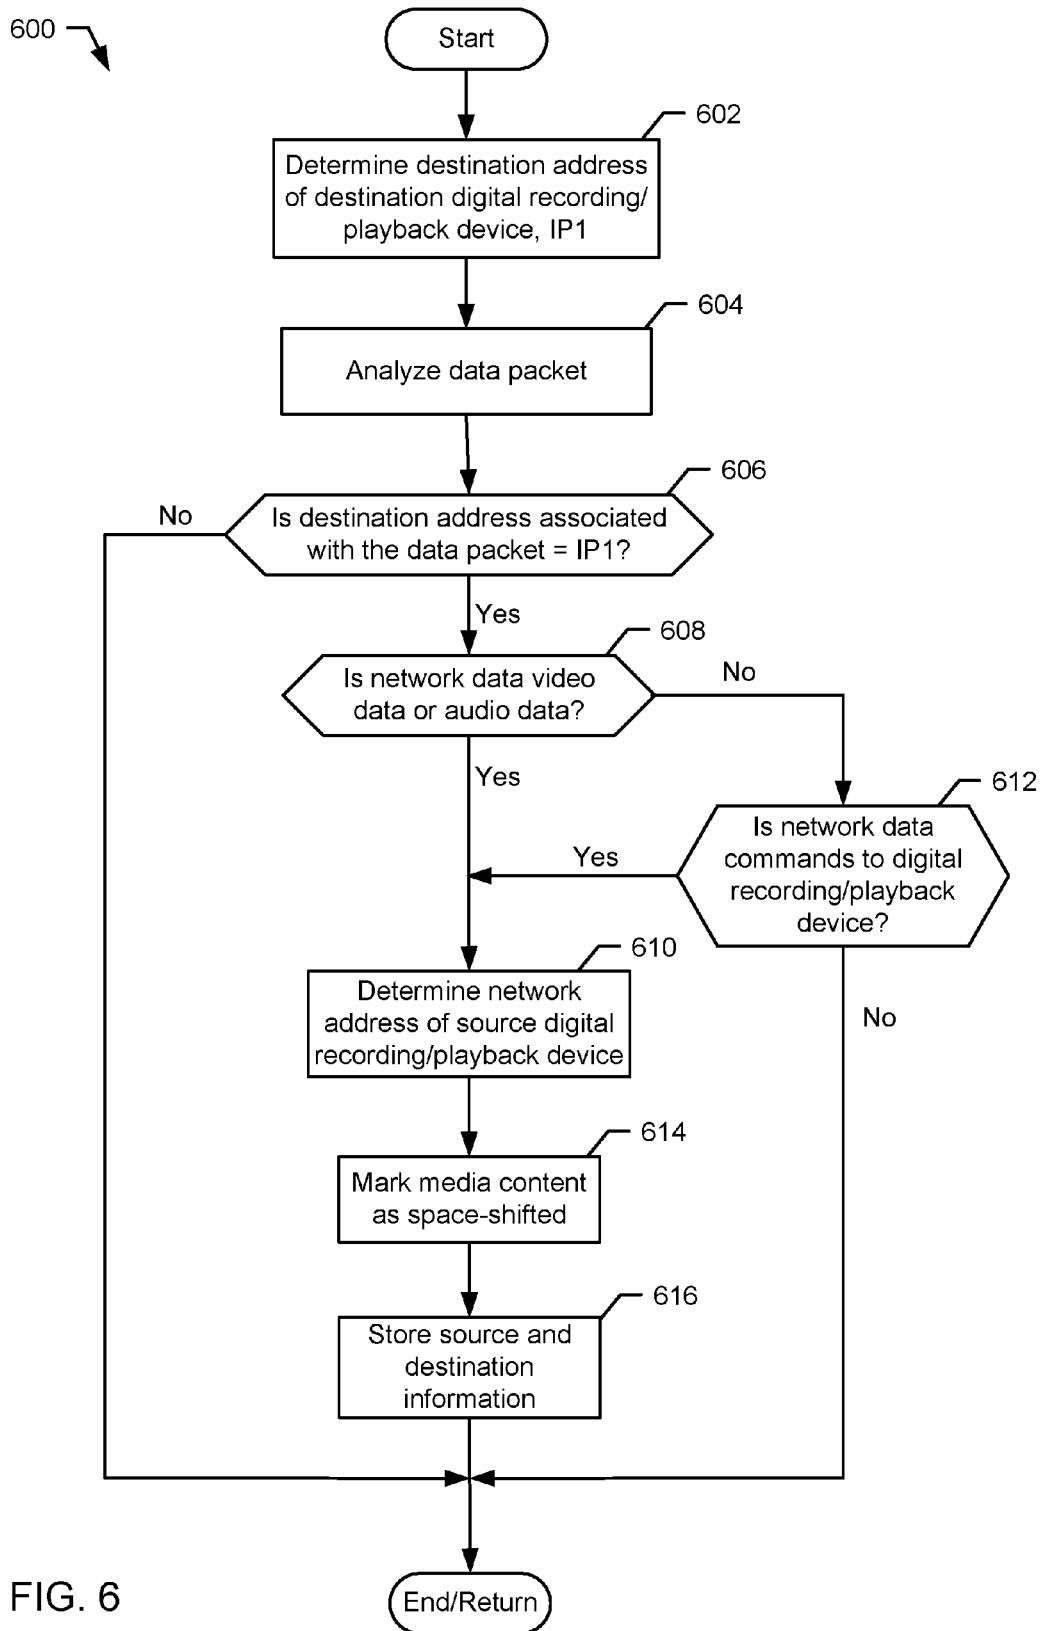 600
Start
602
Determine destination address
of destination digital recording/
playback device, IP1
604
Analyze data packet
606
No
Is destination address associated
with the data packet = IP1?
Yes
608
Is network data video
data or audio data?
No
Yes
612
Is network data
commands to digital
recording/playback
device?
Yes
610
Determine network
address of source digital
recording/playback device
No
614
Mark media content
as space-shifted
616
Store source and
destination
information
End/Return
FIG. 6